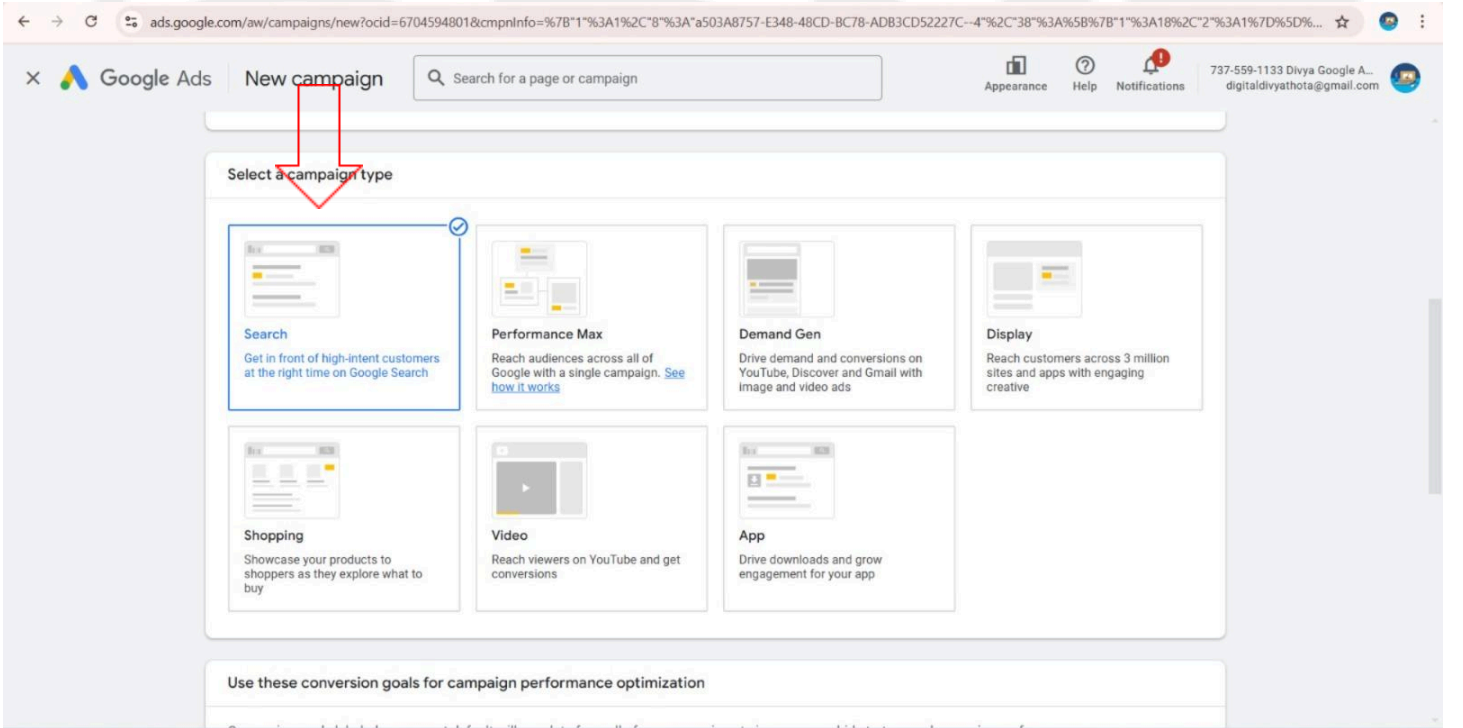 ads.google.com/aw/campaigns/new?ocid=6704594801&cmpnInfo=%7B"1"%3A1%2C"8"%3A"a503A8757-E348-48CD-BC78-ADB3CD52227C--4"%2C"38"%3A%5B%7B"1"%3A18%2C"2"%3A1%7D%5D%...
Google Ads
New campaign
Search for a page or campaign
Appearance
Help
Notifications
737-559-1133 Divya Google A...
digitaldivyathota@gmail.com
Select a campaign type
Search
Get in front of high-intent customers
at the right time on Google Search
Performance Max
Reach audiences across all of
Google with a single campaign. See
how it works
Demand Gen
Drive demand and conversions on
YouTube, Discover and Gmail with
image and video ads
Display
Reach customers across 3 million
sites and apps with engaging
creative
Shopping
Showcase your products to
shoppers as they explore what to
buy
Video
Reach viewers on YouTube and get
conversions
App
Drive downloads and grow
engagement for your app
Use these conversion goals for campaign performance optimization